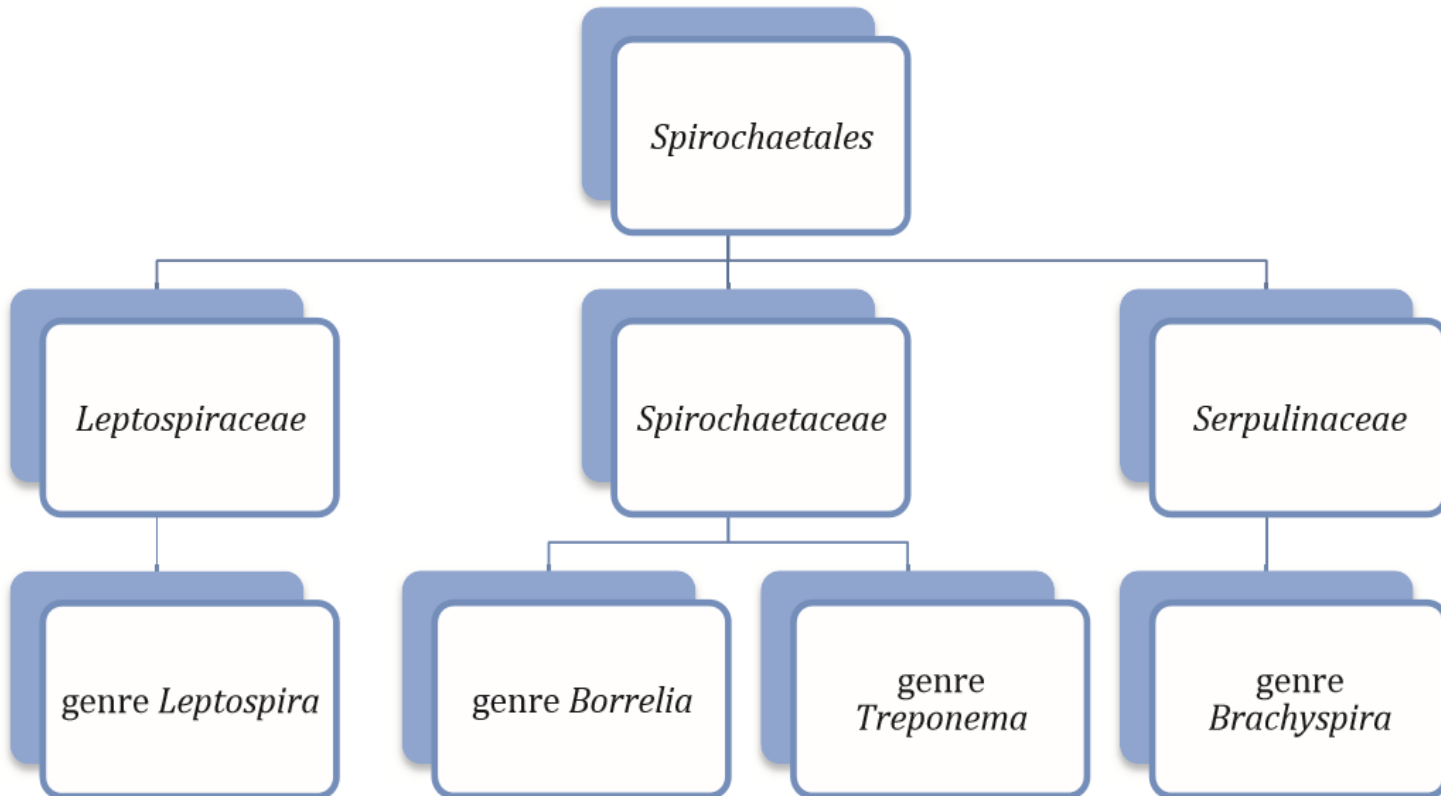 Spirochaetales
Leptospiraceae
Spirochaetaceae
Serpulinaceae
genre Leptospira
genre Borrelia
genre
Treponema
genre
Brachyspira